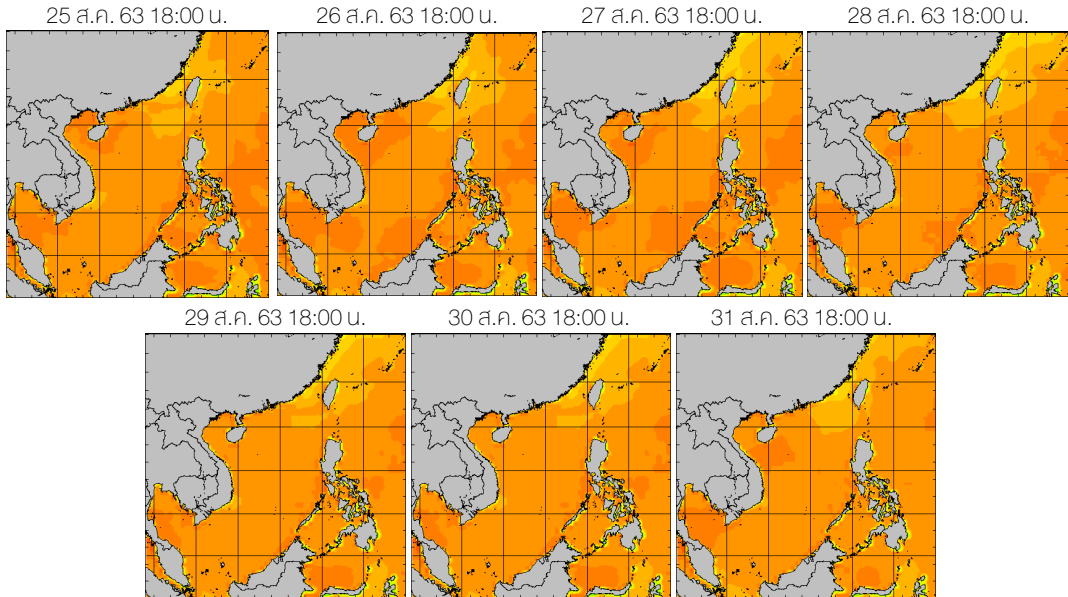 25 ส.ค. 63 18:00 น.
26 ส.ค. 63 18:00 น.
27 ส.ค. 63 18:00 น.
28 ส.ค. 63 18:00 น.
29 ส.ค. 63 18:00 น.
30 ส.ค. 63 18:00 น.
31 ส.ค. 63 18:00 น.